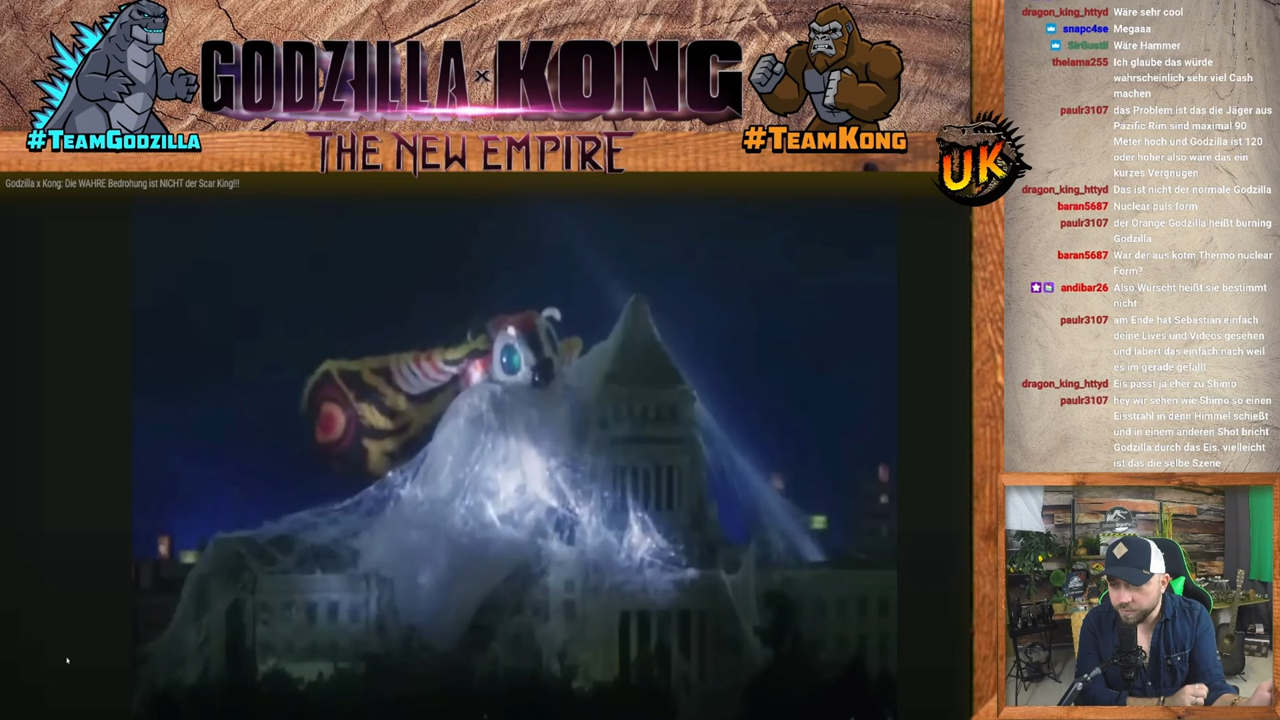 GODZILLA x KONG
THE NEW EMPIRE
#TEAMGODZILLA
#TEAMKONG
UK
Godzilla x Kong: Die WAHRE Bedrohung ist NICHT der Scar King!!!
dragon_king_httyd Wäre sehr cool
snapc4se Megaaa
SirGustii Wäre Hammer
thelama255 Ich glaube das würde
wahrscheinlich sehr viel Cash
machen
paulr3107 das Problem ist das die Jäger aus
Pazific Rim sind maximal 90
Meter hoch und Godzilla ist 120
oder hoher also wäre das ein
kurzes Vergnügen
dragon_king_httyd Das ist nicht der normale Godzilla
baran5687 Nuclear puls form
paulr3107 der Orange Godzilla heißt burning
Godzilla
baran5687 War der aus kotm Thermo nuclear
Form?
andibar26 Also Wurscht heißt sie bestimmt
nicht
paulr3107 am Ende hat Sebastian einfach
deine Lives und Videos gesehen
und labert das einfach nach weil
es im gerade gefällt
dragon_king_httyd Eis passt ja eher zu Shimo
paulr3107 hey wir sehen wie Shimo so einen
Eisstrahl in denn Himmel schießt
und in einem anderen Shot bricht
Godzilla durch das Eis. vielleicht
ist das die selbe Szene